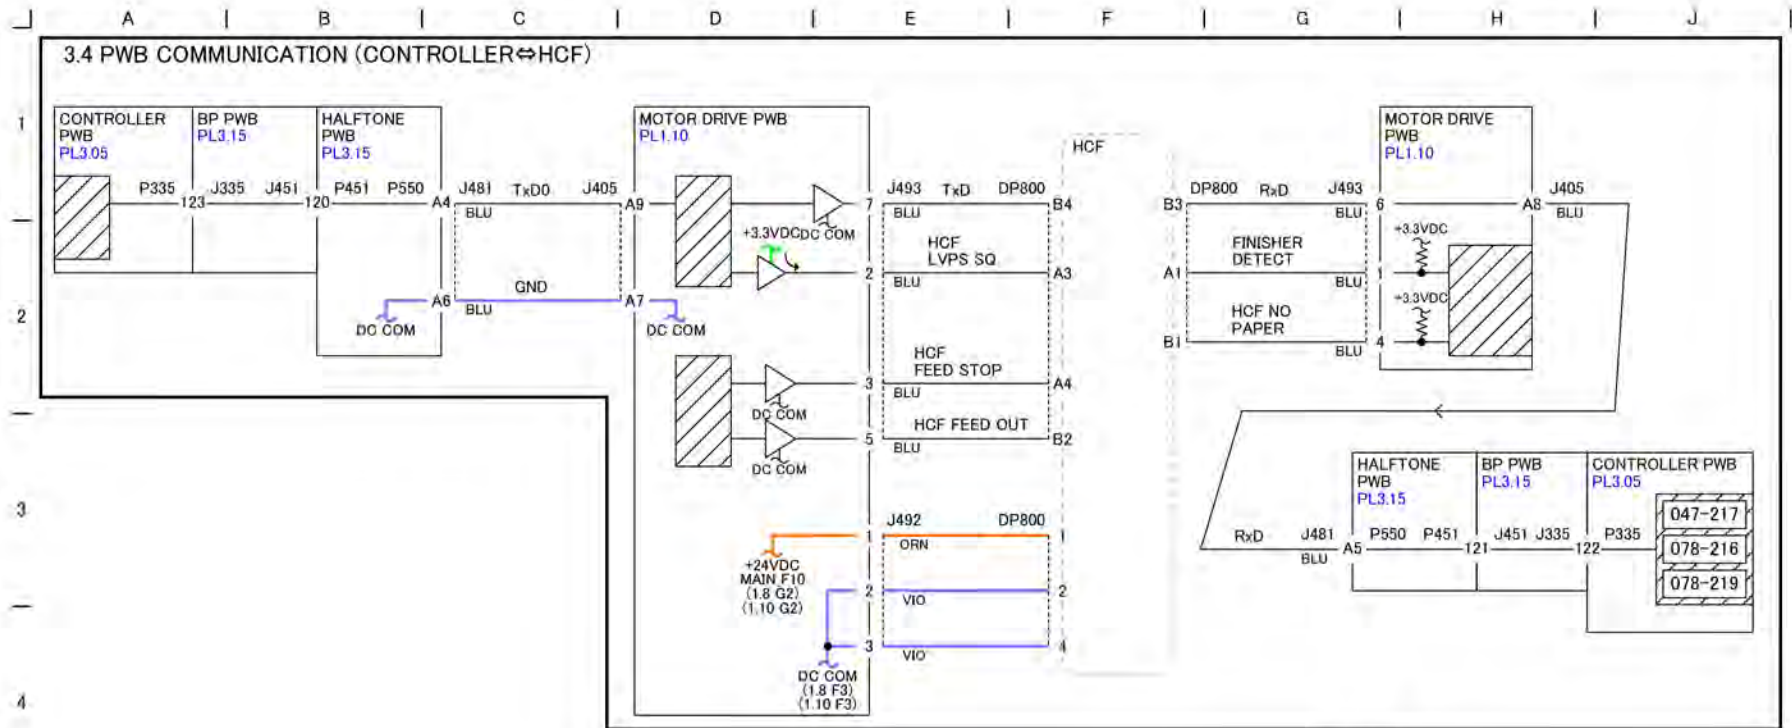 A B C D E F G H J
3.4 PWB COMMUNICATION (CONTROLLER⇔HCF)
1
CONTROLLER
PWB
PL3.05
BP PWB
PL3.15
HALFTONE
PWB
PL3.15
P335 J335 J451 P451 P550 J481 TxD0 J405
123 120 A4 BLU A9
GND
A6 BLU A7
DC COM
DC COM
MOTOR DRIVE PWB
PL1.10
+3.3VDC DC COM
J493 TxD DP800
7 BLU B4
HCF
LVPS SQ
2 BLU A3
HCF
FEED STOP
3 BLU A4
DC COM
HCF FEED OUT
5 BLU B2
DC COM
J492 DP800
1 ORN 1
+24VDC
MAIN F10
(1.8 G2)
(1.10 G2)
2 VIO 2
3 VIO 4
DC COM
(1.8 F3)
(1.10 F3)
HCF
MOTOR DRIVE
PWB
PL1.10
DP800 RxD J493 J405
B3 BLU 6 A8 BLU
+3.3VDC
FINISHER
DETECT
A1 BLU 1
+3.3VDC
HCF NO
PAPER
B1 BLU 4
2
3
4
HALFTONE
PWB
PL3.15
BP PWB
PL3.15
CONTROLLER PWB
PL3.05
RxD J481 P550 P451 J451 J335 P335
BLU A5 121 122
047-217
078-216
078-219